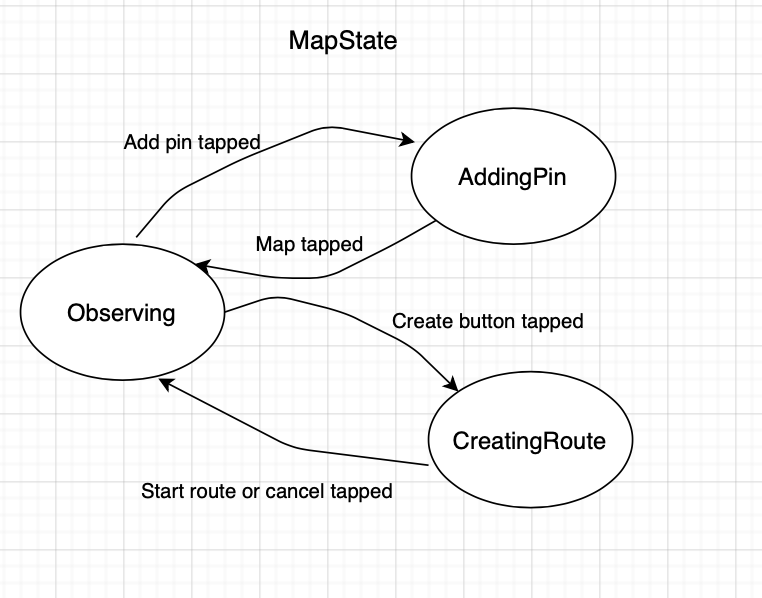 MapState
Add pin tapped
AddingPin
Map tapped
Observing
Create button tapped
CreatingRoute
Start route or cancel tapped